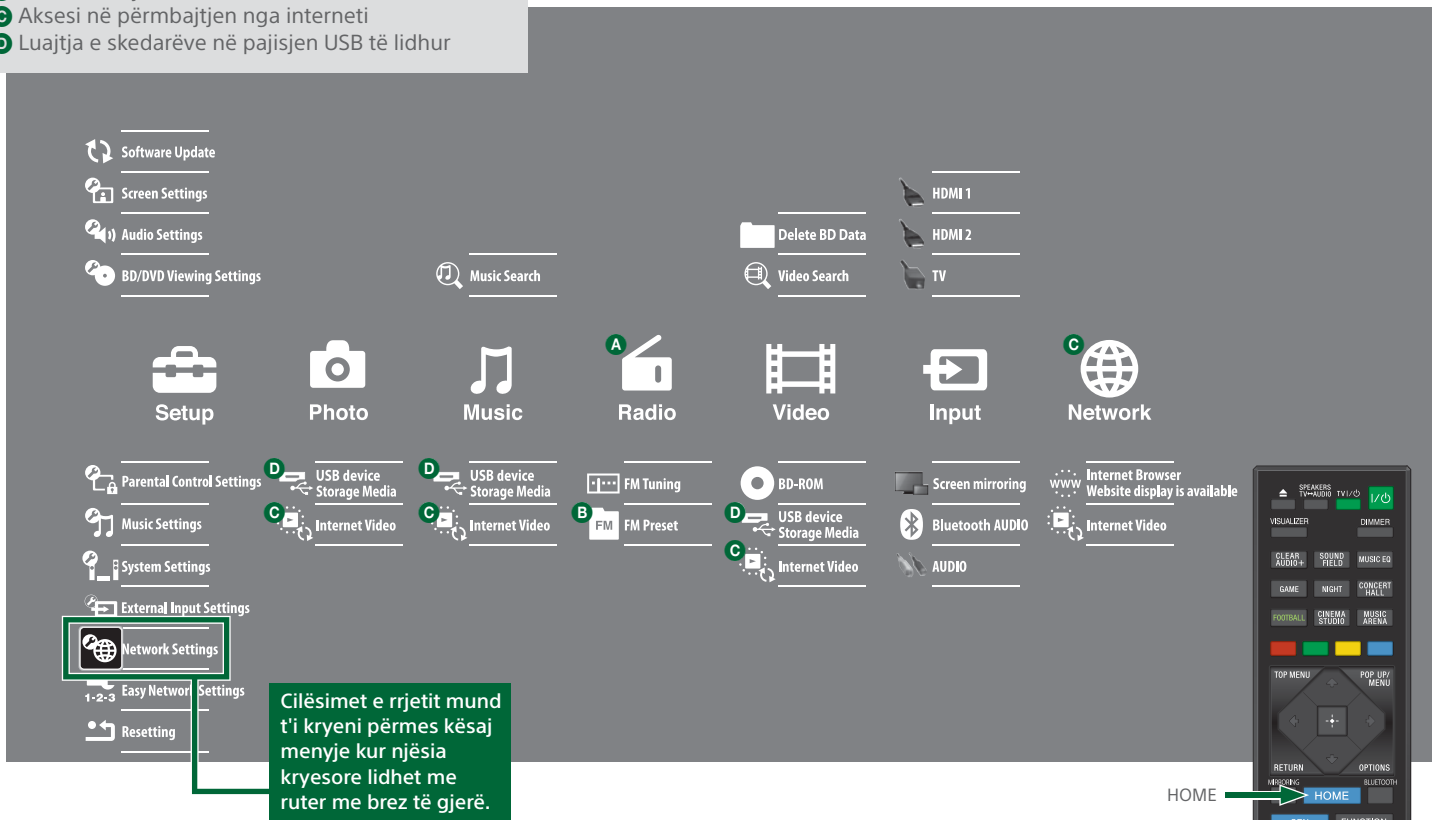 C Aksesi në përmbajtjen nga interneti
D Luajtja e skedarëve në pajisjen USB të lidhur
Software Update
Screen Settings
Audio Settings
BD/DVD Viewing Settings
Music Search
Delete BD Data
Video Search
HDMI 1
HDMI 2
TV
A
C
Setup
Photo
Music
Radio
Video
Input
Network
Parental Control Settings
Music Settings
System Settings
External Input Settings
Network Settings
1-2-3 Easy Network Settings
Resetting
D
USB device
Storage Media
C
Internet Video
D
USB device
Storage Media
C
Internet Video
FM Tuning
B
FM
FM Preset
BD-ROM
D
USB device
Storage Media
C
Internet Video
Screen mirroring
Bluetooth AUDIO
AUDIO
www
Internet Browser
Website display is available
Internet Video
Cilësimet e rrjetit mund
t'i kryeni përmes kësaj
menyje kur njësia
kryesore lidhet me
ruter me brez të gjerë.
SPEAKERS
TV↔AUDIO
TV I/⏻
I/⏻
VISUALIZER
DIMMER
CLEAR
AUDIO+
SOUND
FIELD
MUSIC EQ
GAME
NIGHT
CONCERT
HALL
FOOTBALL
CINEMA
STUDIO
MUSIC
ARENA
TOP MENU
POP UP/
MENU
RETURN
OPTIONS
MIRRORING
BLUETOOTH
HOME
HOME
FUNCTION